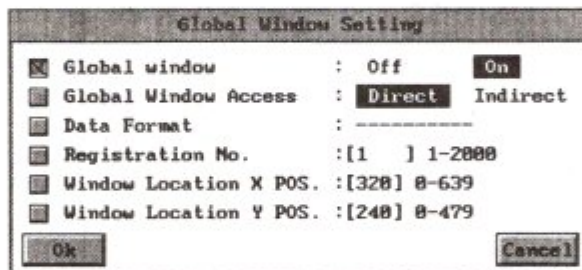 Global Window Setting
Global window : Off On
Global Window Access : Direct Indirect
Data Format : ----------
Registration No. :[1 ] 1-2000
Window Location X POS. :[320] 0-639
Window Location Y POS. :[240] 0-479
Ok Cancel